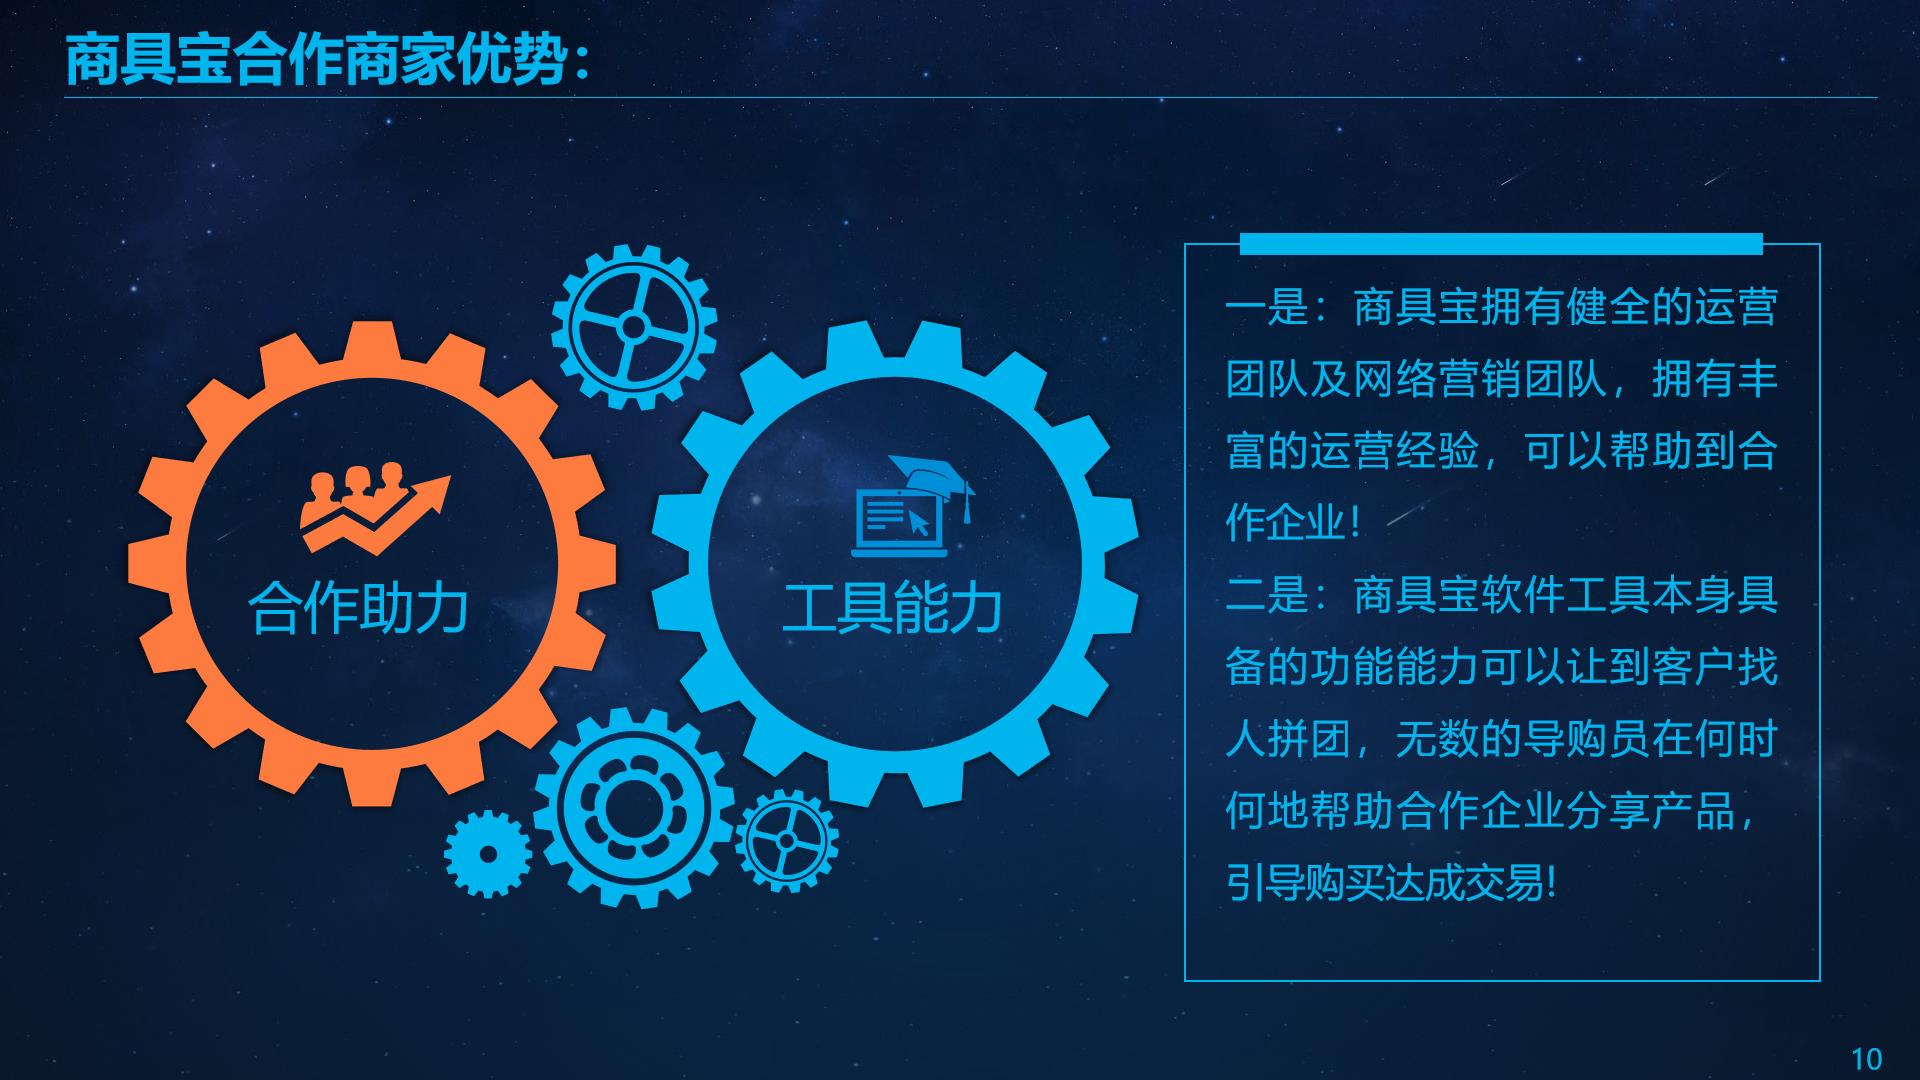 商具宝合作商家优势：
合作助力
工具能力
一是：商具宝拥有健全的运营
团队及网络营销团队，拥有丰
富的运营经验，可以帮助到合
作企业！
二是：商具宝软件工具本身具
备的功能能力可以让到客户找
人拼团，无数的导购员在何时
何地帮助合作企业分享产品，
引导购买达成交易!
10